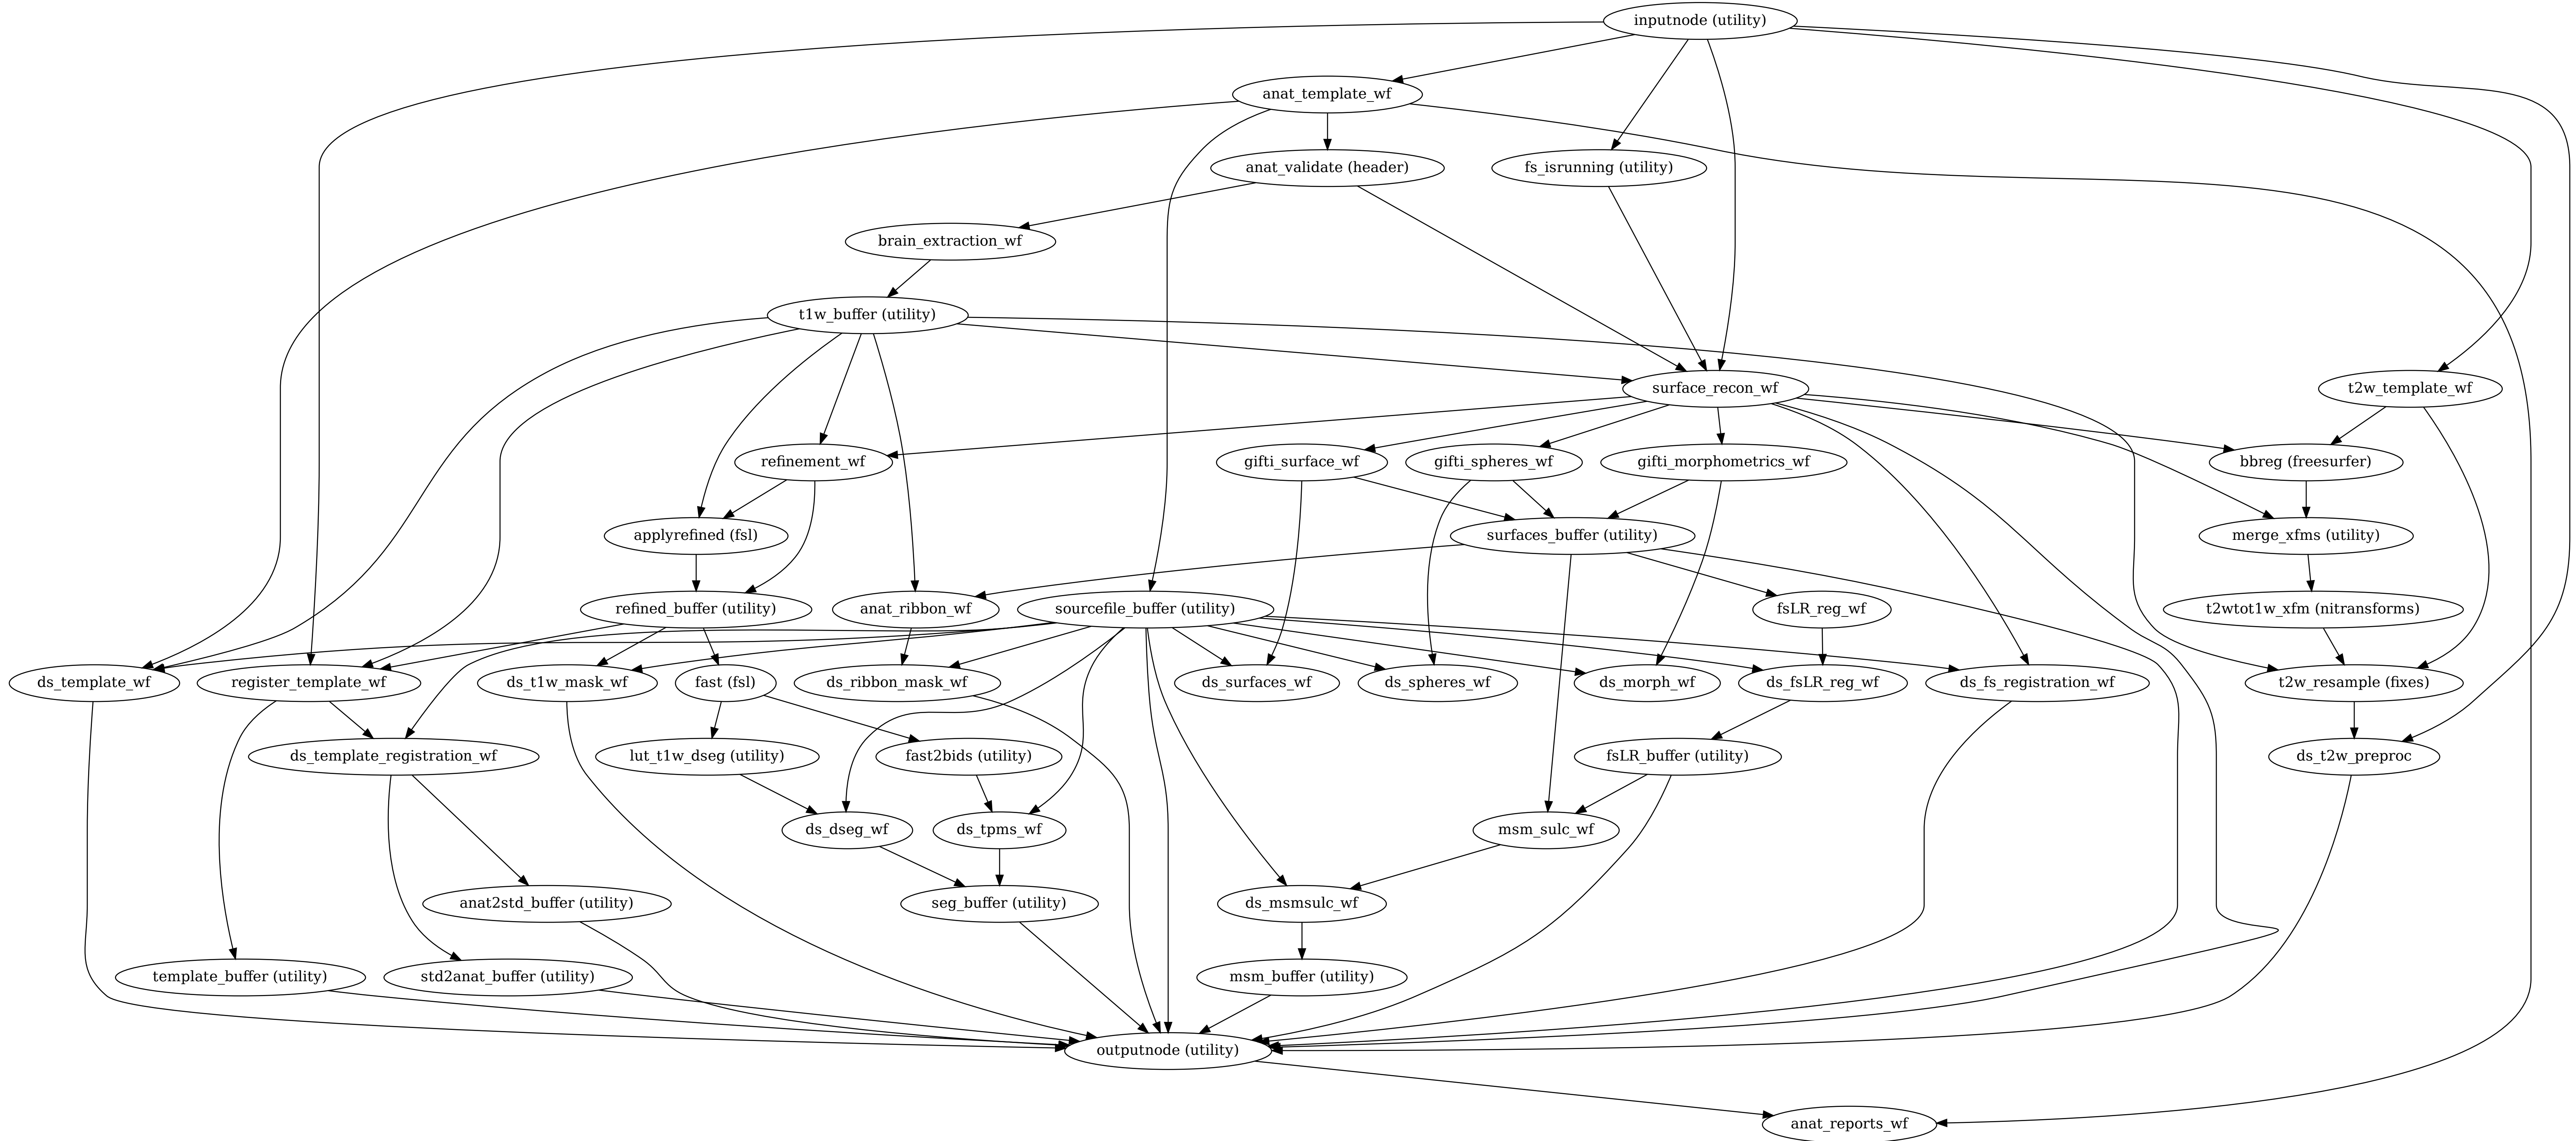 inputnode (utility)
anat_template_wf
anat_validate (header)
fs_isrunning (utility)
brain_extraction_wf
t1w_buffer (utility)
surface_recon_wf
t2w_template_wf
refinement_wf
gifti_surface_wf
gifti_spheres_wf
gifti_morphometrics_wf
bbreg (freesurfer)
applyrefined (fsl)
surfaces_buffer (utility)
merge_xfms (utility)
refined_buffer (utility)
anat_ribbon_wf
sourcefile_buffer (utility)
fsLR_reg_wf
t2wtot1w_xfm (nitransforms)
ds_template_wf
register_template_wf
ds_t1w_mask_wf
fast (fsl)
ds_ribbon_mask_wf
ds_surfaces_wf
ds_spheres_wf
ds_morph_wf
ds_fsLR_reg_wf
ds_fs_registration_wf
t2w_resample (fixes)
ds_template_registration_wf
lut_t1w_dseg (utility)
fast2bids (utility)
fsLR_buffer (utility)
ds_t2w_preproc
ds_dseg_wf
ds_tpms_wf
msm_sulc_wf
anat2std_buffer (utility)
seg_buffer (utility)
ds_msmsulc_wf
template_buffer (utility)
std2anat_buffer (utility)
msm_buffer (utility)
outputnode (utility)
anat_reports_wf